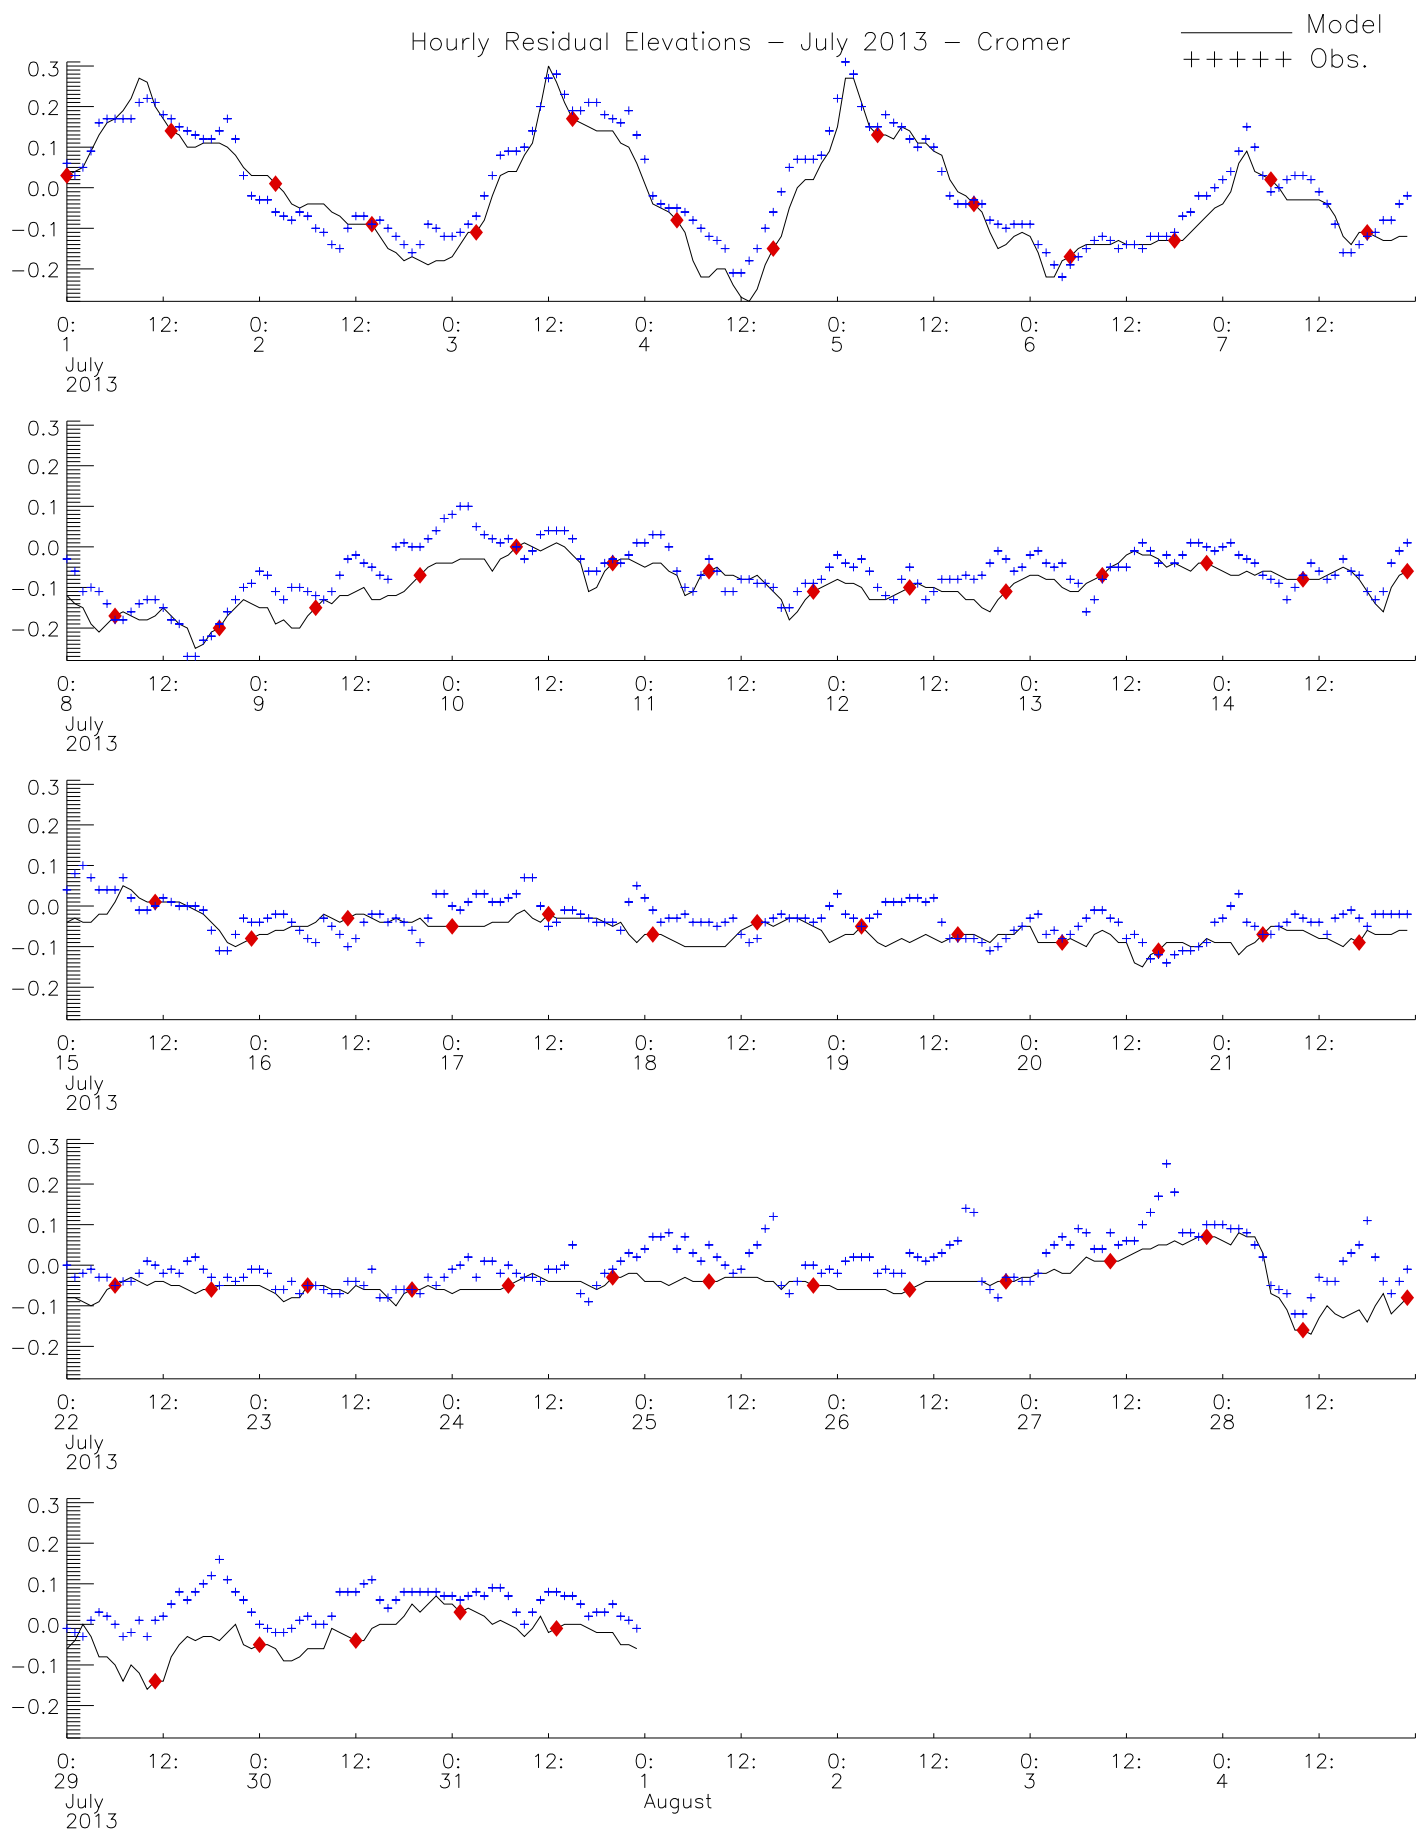 Hourly Residual Elevations – July 2013 – Cromer
Model
+++++ Obs.
0.3
0.2
0.1
0.0
−0.1
−0.2
0: 12: 0: 12: 0: 12: 0: 12: 0: 12: 0: 12: 0: 12:
1 2 3 4 5 6 7
July
2013
0.3
0.2
0.1
0.0
−0.1
−0.2
0: 12: 0: 12: 0: 12: 0: 12: 0: 12: 0: 12: 0: 12:
8 9 10 11 12 13 14
July
2013
0.3
0.2
0.1
0.0
−0.1
−0.2
0: 12: 0: 12: 0: 12: 0: 12: 0: 12: 0: 12: 0: 12:
15 16 17 18 19 20 21
July
2013
0.3
0.2
0.1
0.0
−0.1
−0.2
0: 12: 0: 12: 0: 12: 0: 12: 0: 12: 0: 12: 0: 12:
22 23 24 25 26 27 28
July
2013
0.3
0.2
0.1
0.0
−0.1
−0.2
0: 12: 0: 12: 0: 12: 0: 12: 0: 12: 0: 12: 0: 12:
29 30 31 1 2 3 4
July August
2013